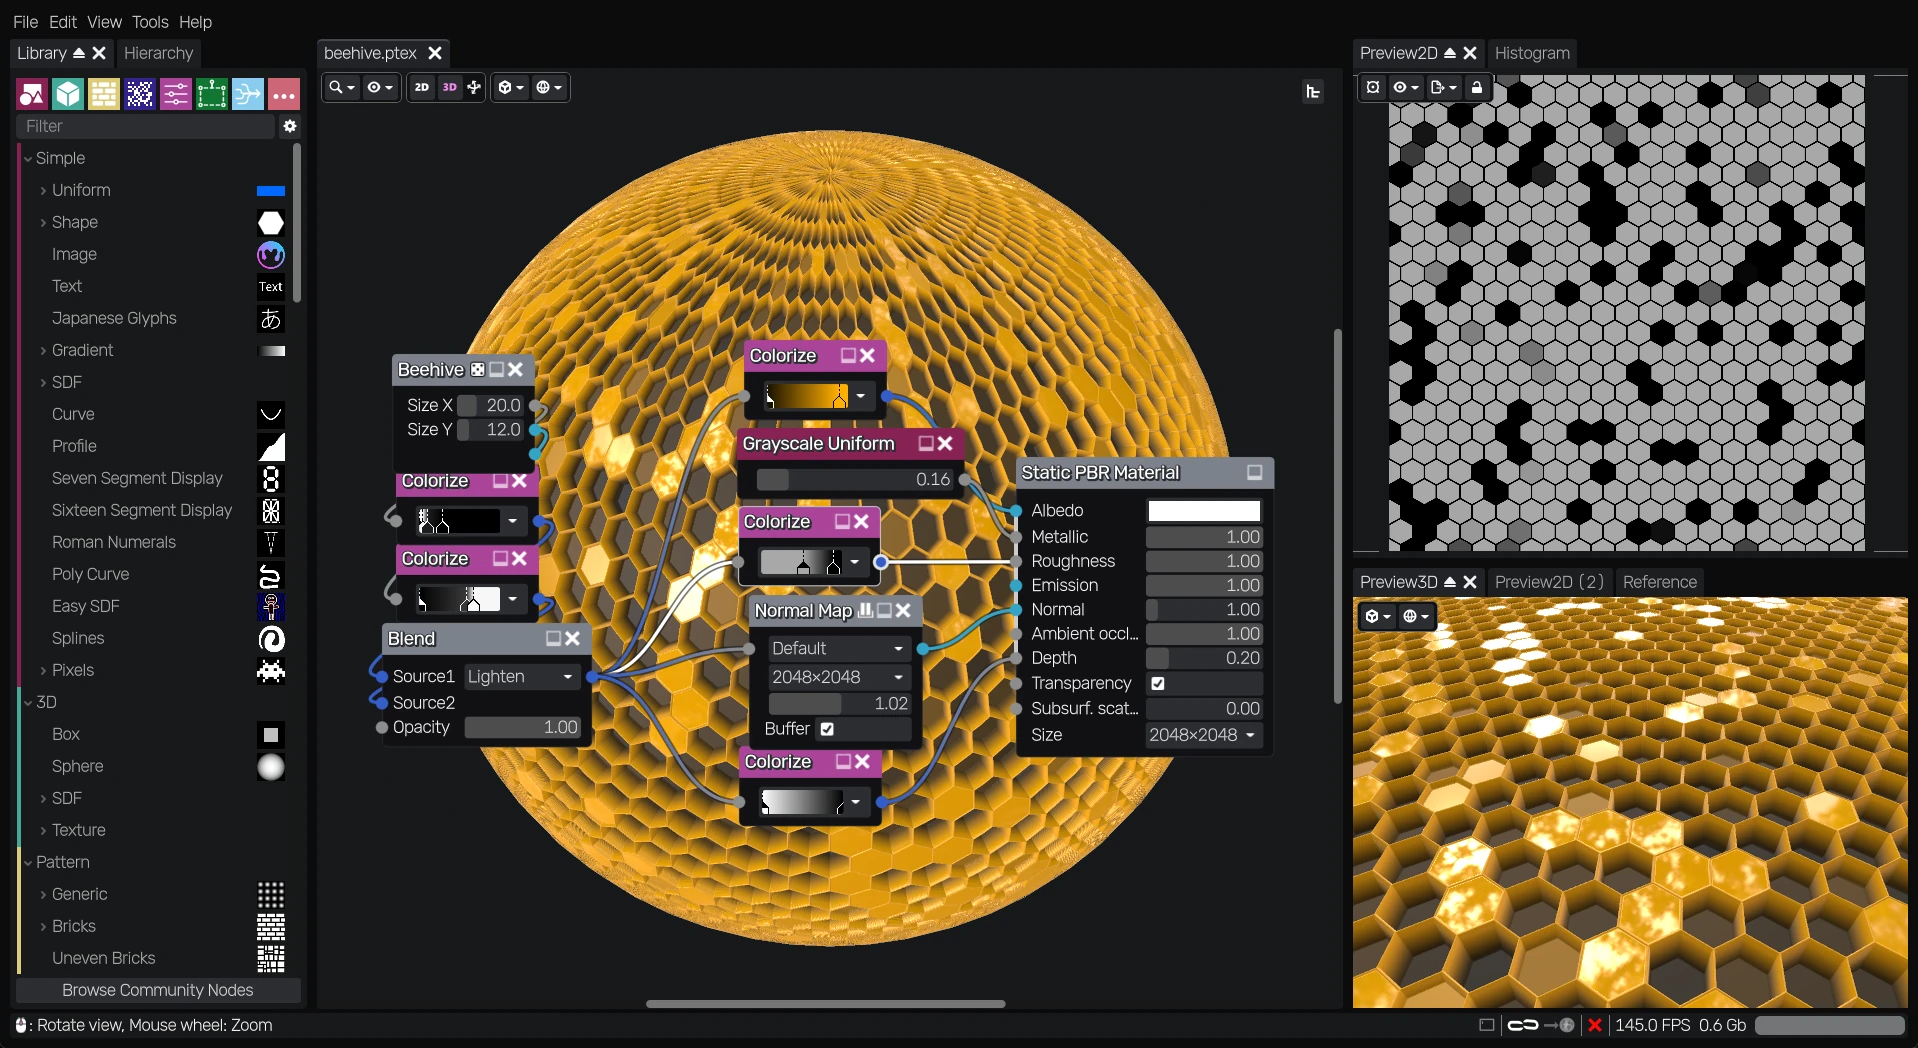 File Edit View Tools Help
Library
Hierarchy
Filter
Simple
Uniform
Shape
Image
Text
Text
Japanese Glyphs
あ
Gradient
SDF
Curve
Profile
Seven Segment Display
8
Sixteen Segment Display
Roman Numerals
Poly Curve
Easy SDF
Splines
Pixels
3D
Box
Sphere
SDF
Texture
Pattern
Generic
Bricks
Uneven Bricks
Browse Community Nodes
beehive.ptex
2D 3D
Beehive
Size X 20.0
Size Y 12.0
Colorize
Colorize
Blend
Source1 Lighten
Source2
Opacity 1.00
Colorize
Grayscale Uniform
0.16
Colorize
Normal Map
Default
2048×2048
1.02
Buffer
Colorize
Static PBR Material
Albedo
Metallic 1.00
Roughness 1.00
Emission 1.00
Normal 1.00
Ambient occl... 1.00
Depth 0.20
Transparency
Subsurf. scat... 0.00
Size 2048×2048
Preview2D
Histogram
Preview3D
Preview2D (2)
Reference
: Rotate view, Mouse wheel: Zoom
145.0 FPS 0.6 Gb